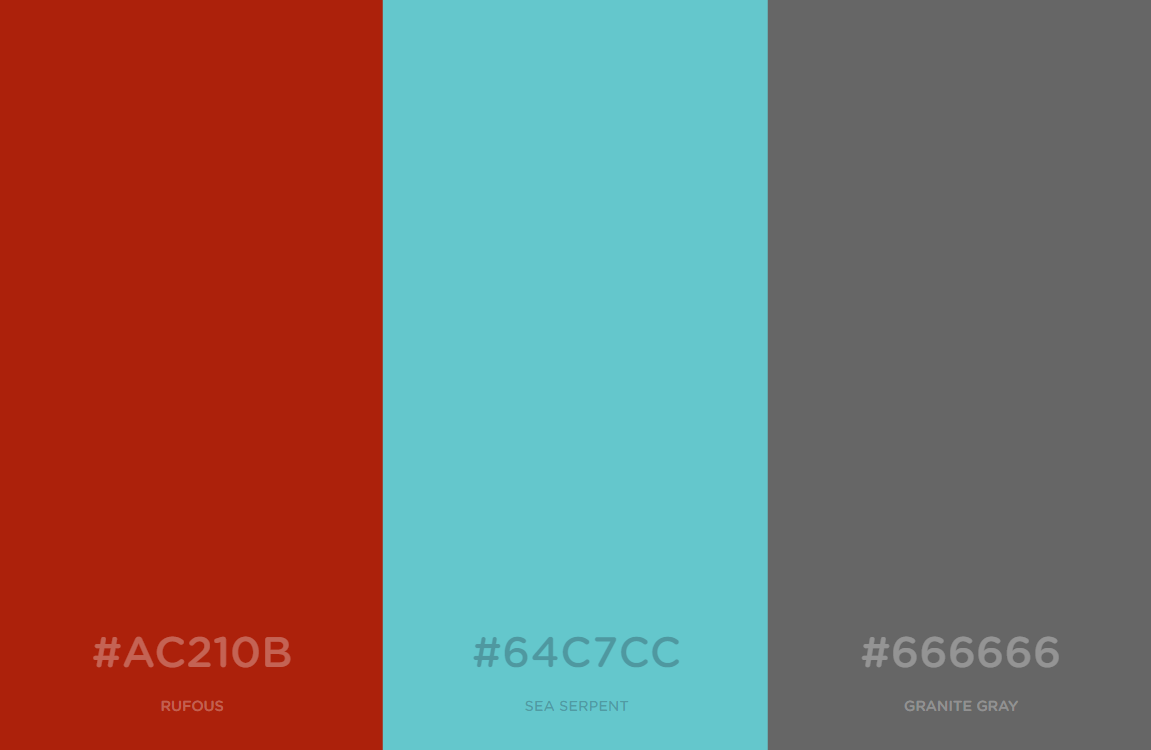 #AC210B
RUFOUS
#64C7CC
SEA SERPENT
#666666
GRANITE GRAY